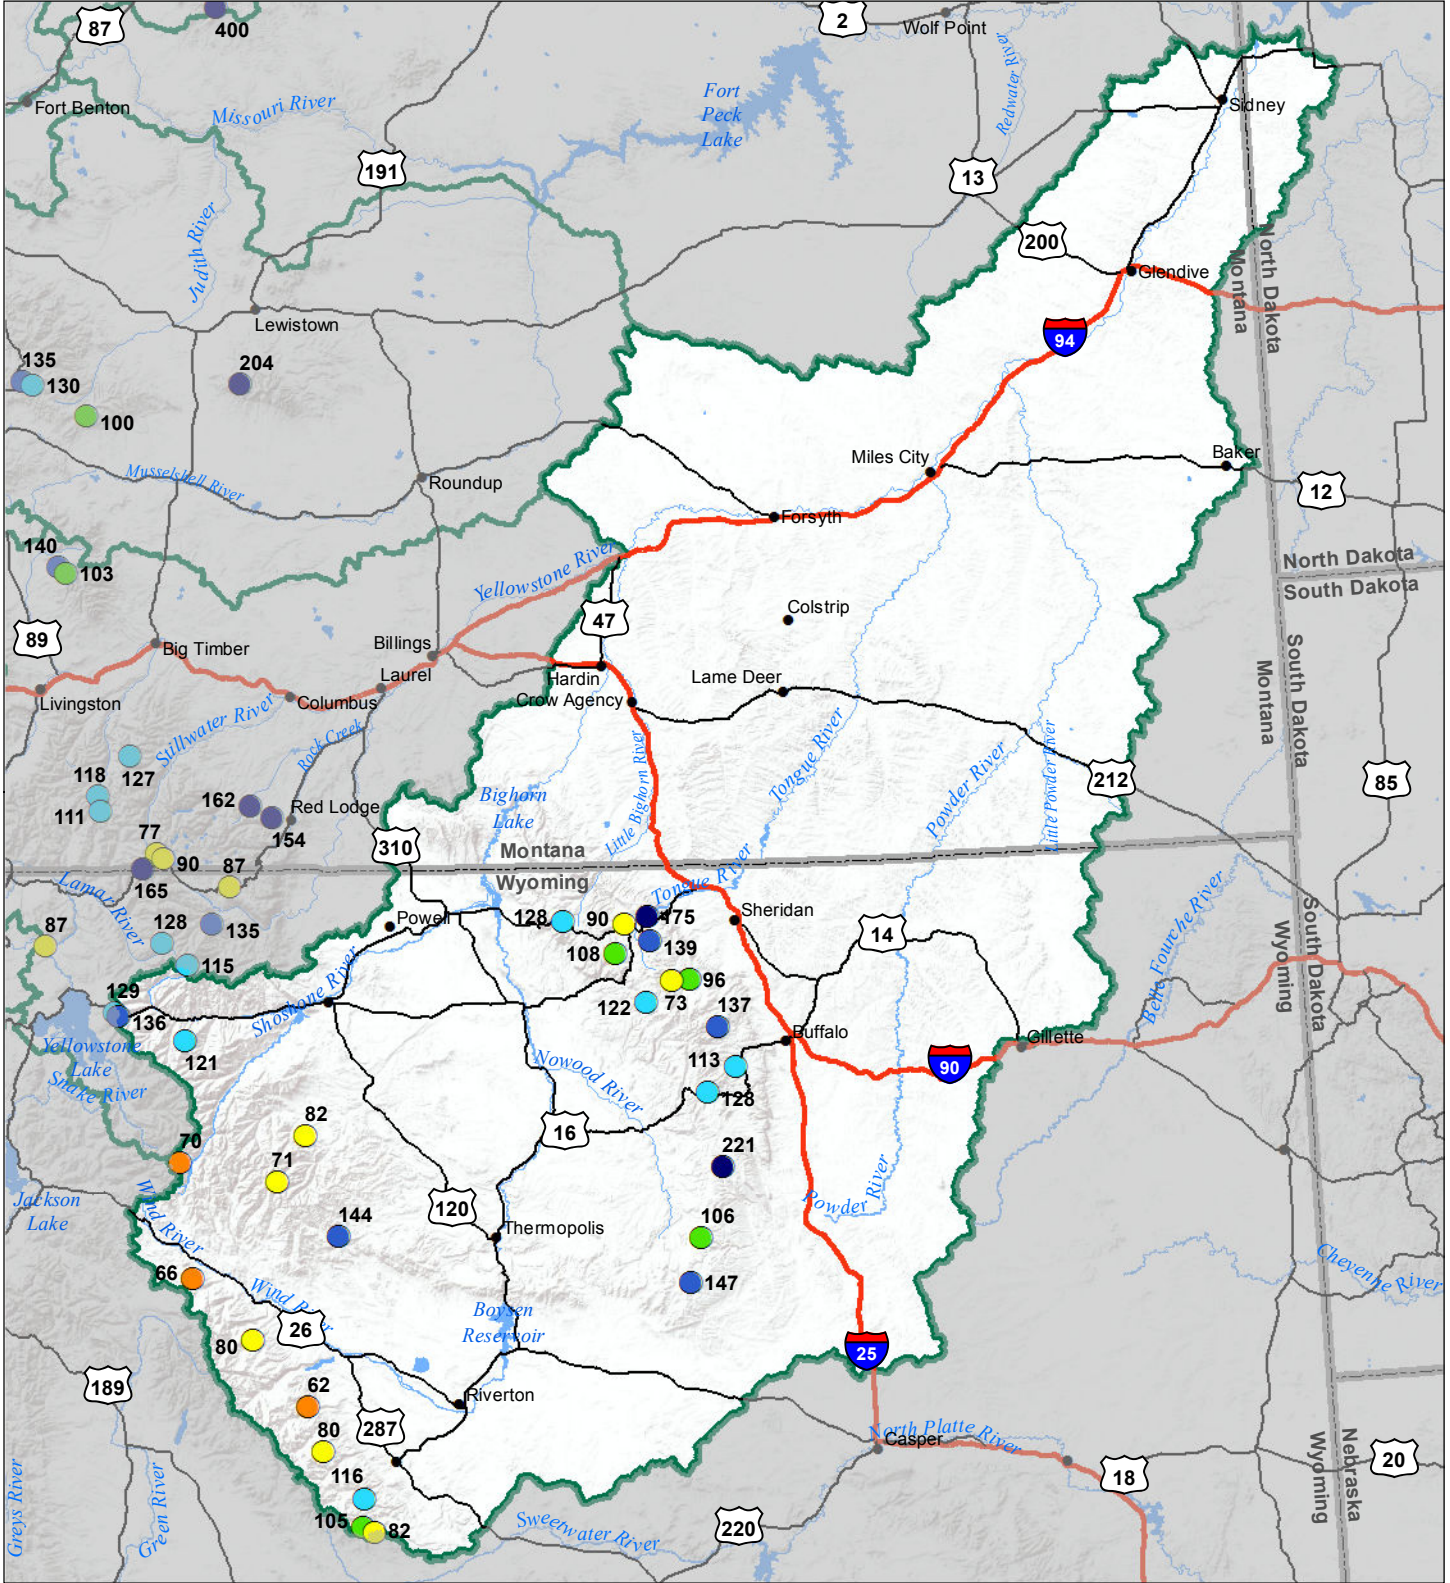 87
400
2
Wolf Point
Fort Benton
Missouri River
Fort
Peck
Lake
Redwater River
Sidney
191
13
Judith River
200
Glendive
North Dakota
Montana
Lewistown
94
135
130
204
100
Musselshell River
Roundup
Miles City
Baker
12
Forsyth
140
103
Yellowstone River
North Dakota
South Dakota
Colstrip
47
89
Big Timber
Billings
Laurel
Hardin
Lame Deer
Crow Agency
South Dakota
Montana
Livingston
Columbus
Stillwater River
Rock Creek
Tongue River
Powder River
Little Powder River
Little Bighorn River
127
118
111
162
154
Red Lodge
Bighorn
Lake
212
85
77
90
87
165
310
Montana
Wyoming
Lamar River
Tongue River
128
135
87
115
Powell
128
90
175
139
108
Sheridan
14
96
73
122
137
Belle Fourche River
South Dakota
Wyoming
Shoshone River
129
136
121
Yellowstone
Lake
Snake River
Buffalo
Gillette
90
113
128
Nowood River
16
82
70
71
221
Powder River
Jackson
Lake
Wind River
120
144
Thermopolis
106
147
66
Wind River
26
Boysen
Reservoir
Cheyenne River
80
25
189
62
Riverton
287
80
116
105
82
North Platte River
Casper
18
20
Nebraska
Wyoming
Greys River
Green River
Sweetwater River
220